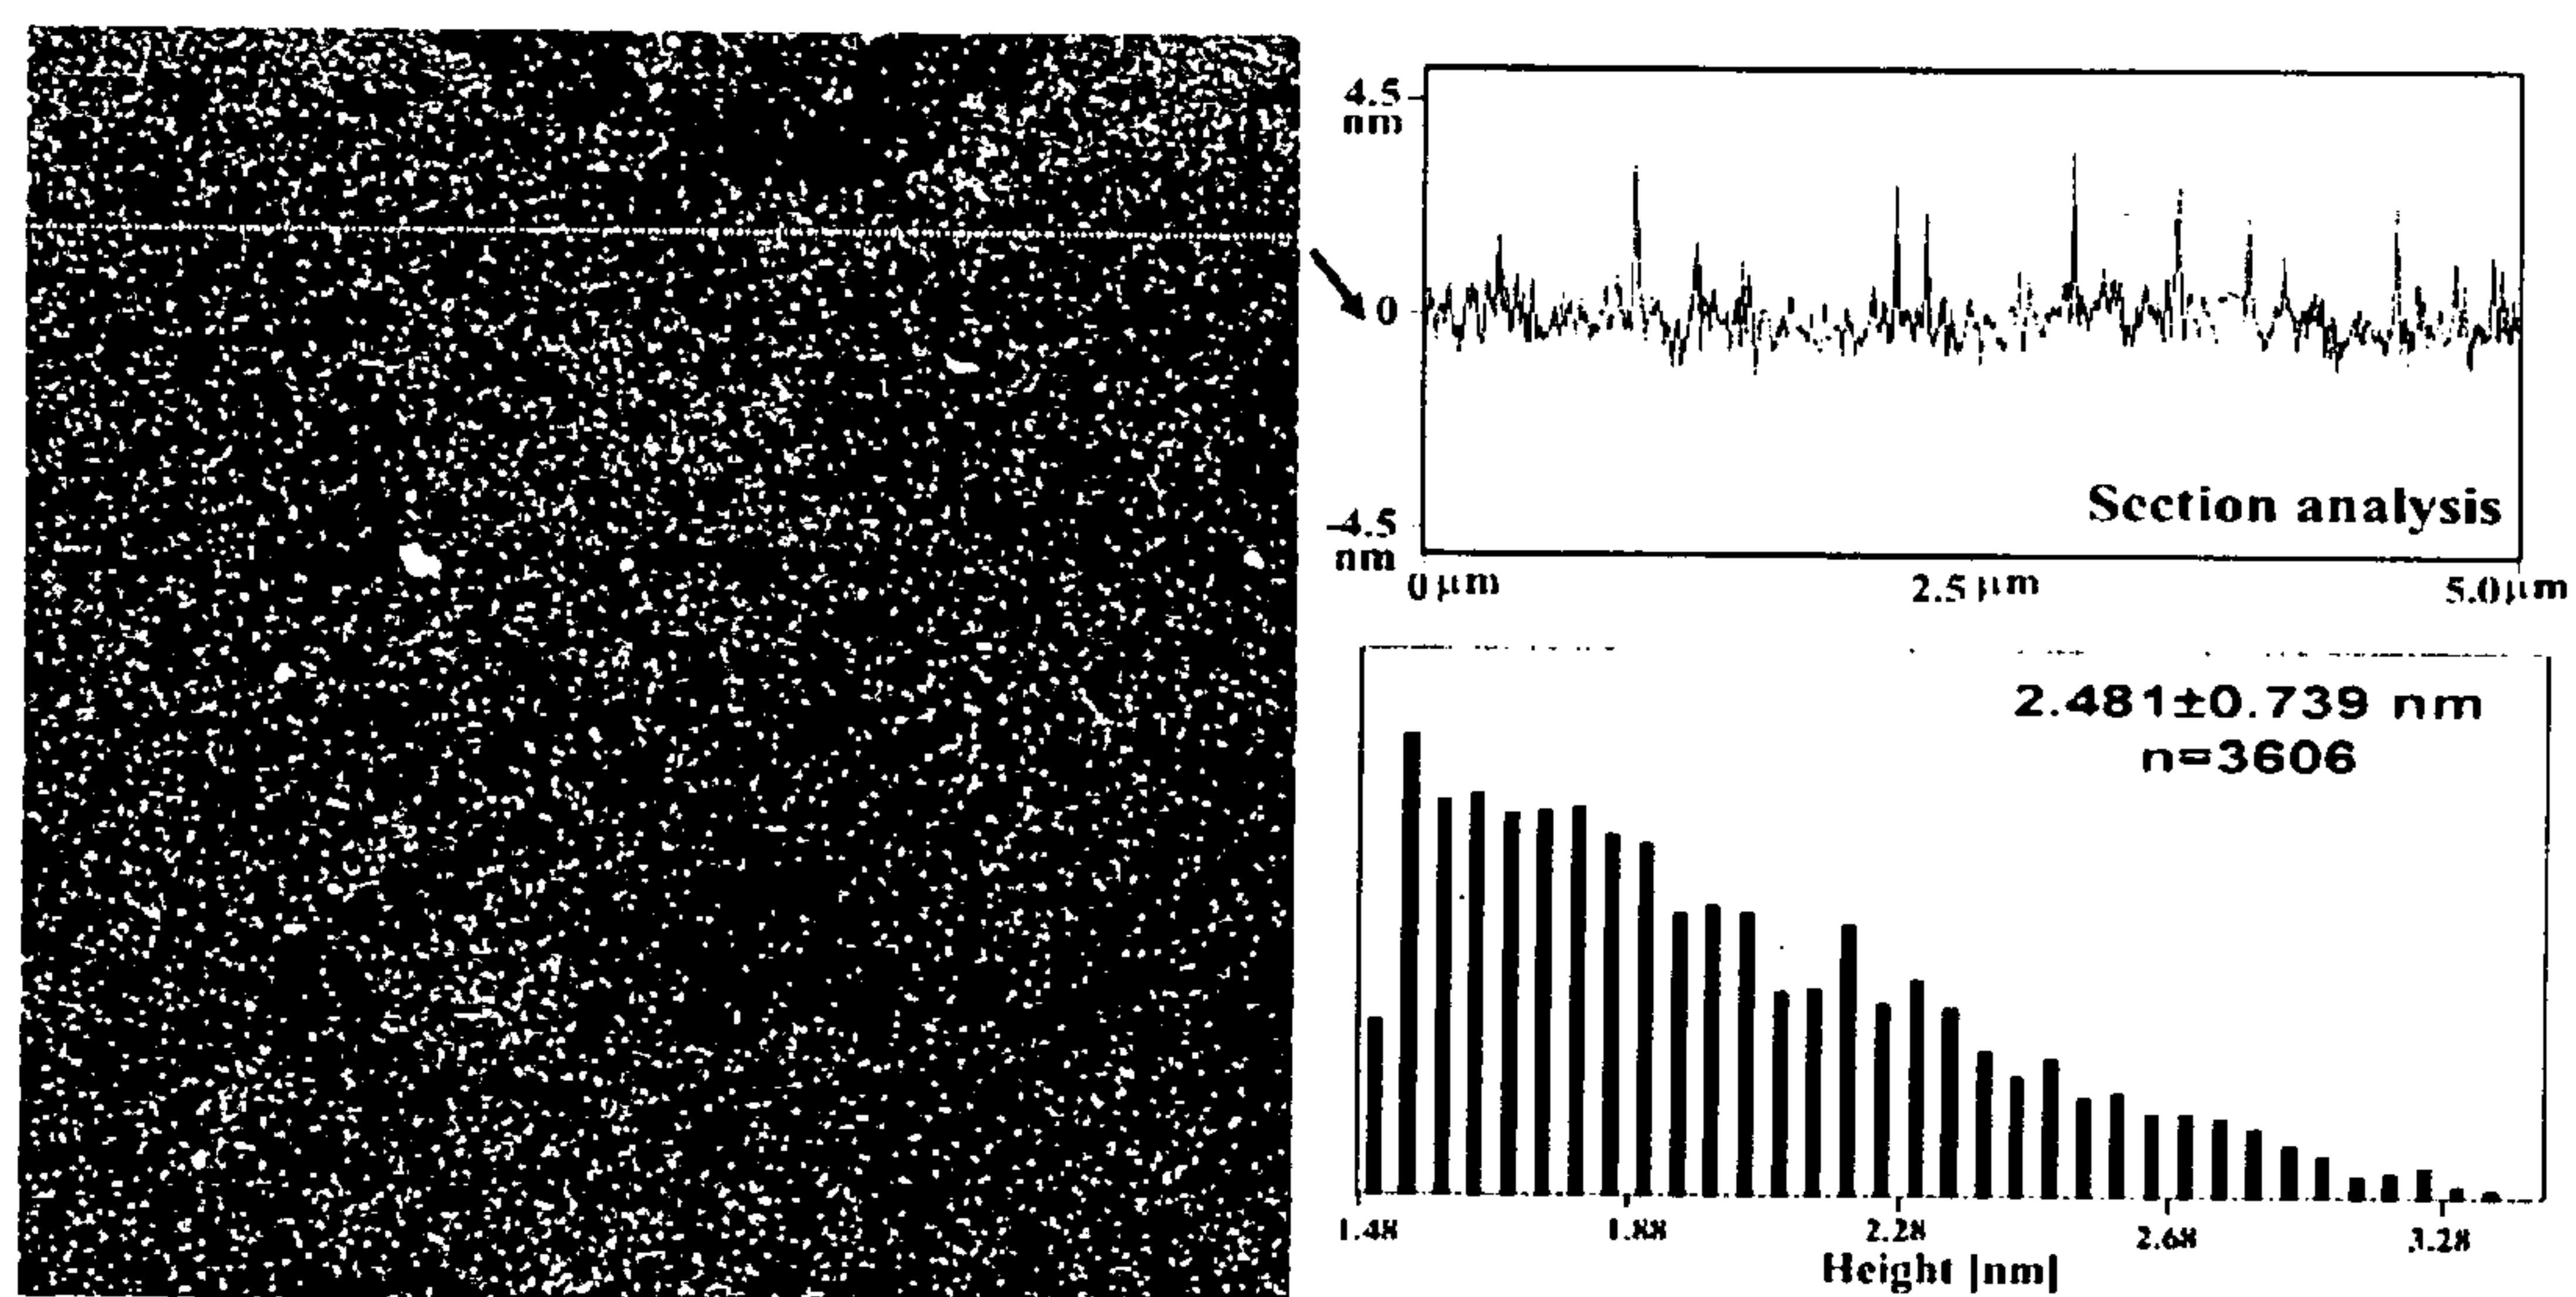 4.5
nm
0
-4.5
nm
0 µm
2.5 µm
5.0 µm
Section analysis
2.481±0.739 nm
n=3606
1.48
1.88
2.28
2.68
3.28
Height [nm]